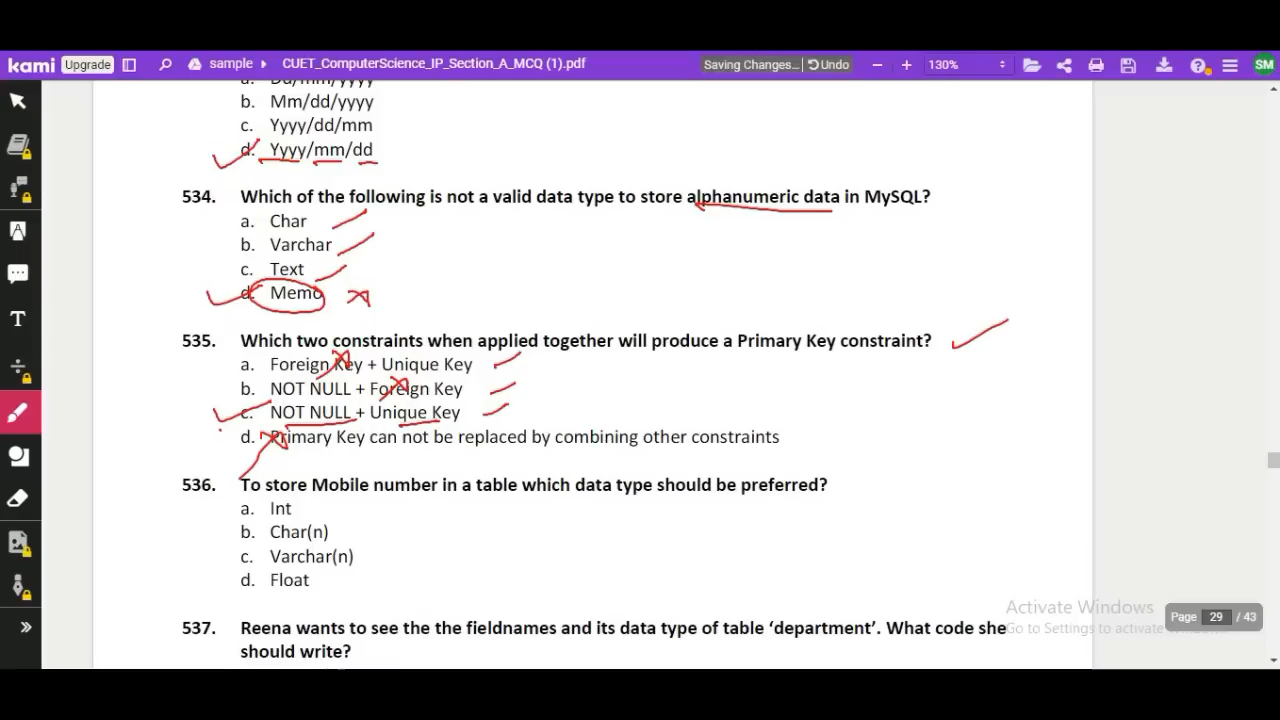 kami Upgrade sample CUET_ComputerScience_IP_Section_A_MCQ (1).pdf Saving Changes... Undo 130% SM
a. Dd/mm/yyyy
b. Mm/dd/yyyy
c. Yyyy/dd/mm
d. Yyyy/mm/dd
534. Which of the following is not a valid data type to store alphanumeric data in MySQL?
a. Char
b. Varchar
c. Text
d. Memo
535. Which two constraints when applied together will produce a Primary Key constraint?
a. Foreign Key + Unique Key
b. NOT NULL + Foreign Key
c. NOT NULL + Unique Key
d. Primary Key can not be replaced by combining other constraints
536. To store Mobile number in a table which data type should be preferred?
a. Int
b. Char(n)
c. Varchar(n)
d. Float
Activate Windows
Page 29 / 43
537. Reena wants to see the the fieldnames and its data type of table ‘department’. What code she
Go to Settings to activate
should write?